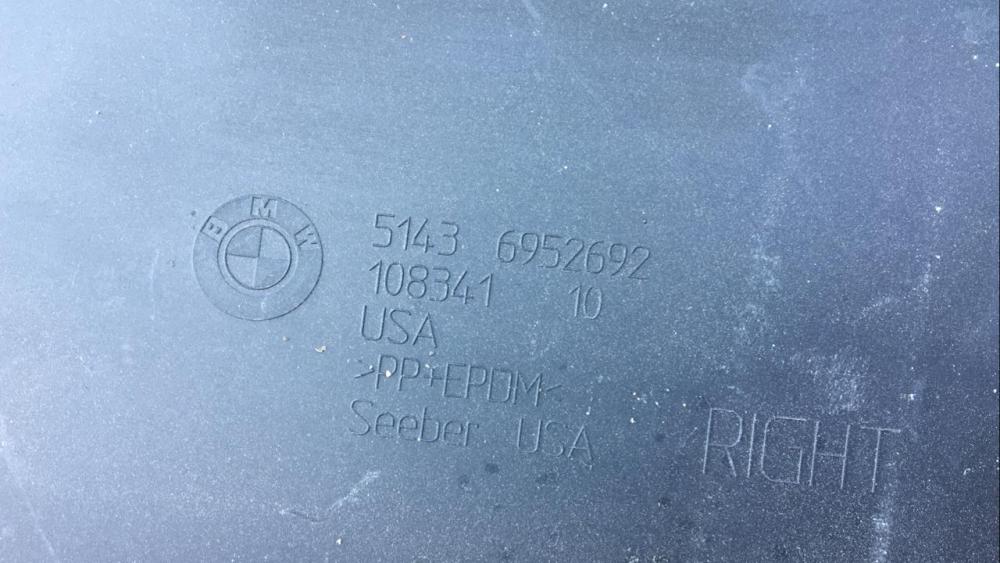 BMW
5143 6952692
108341 10
USA
>PP+EPDM<
Seeber USA
RIGHT